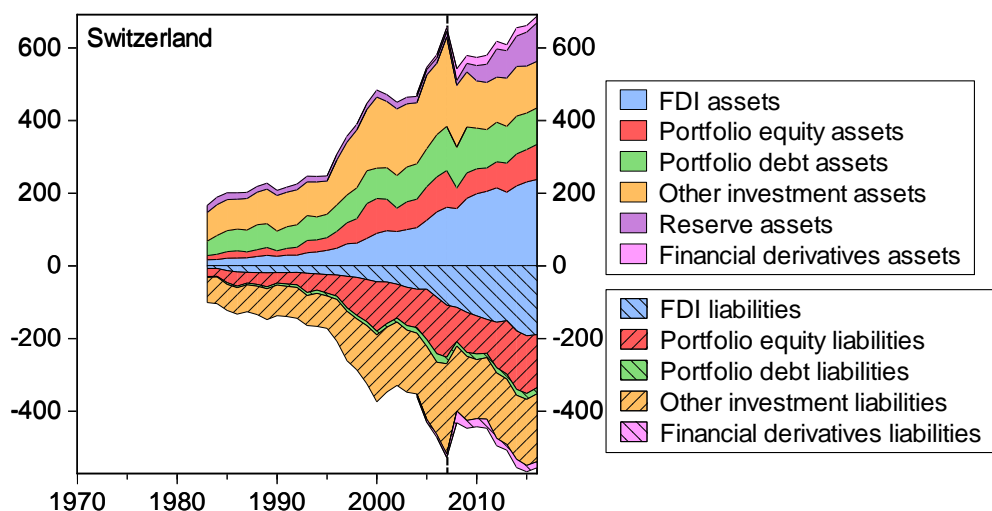 Switzerland
600
400
200
0
-200
-400
600
400
200
0
-200
-400
1970
1980
1990
2000
2010
FDI assets
Portfolio equity assets
Portfolio debt assets
Other investment assets
Reserve assets
Financial derivatives assets
FDI liabilities
Portfolio equity liabilities
Portfolio debt liabilities
Other investment liabilities
Financial derivatives liabilities